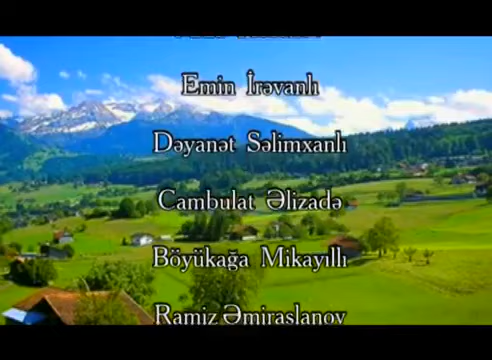 Emin İrəvanlı
Dəyanət Səlimxanlı
Cambulat Əlizadə
Böyükağa Mikayıllı
Ramiz Əmiraslanov